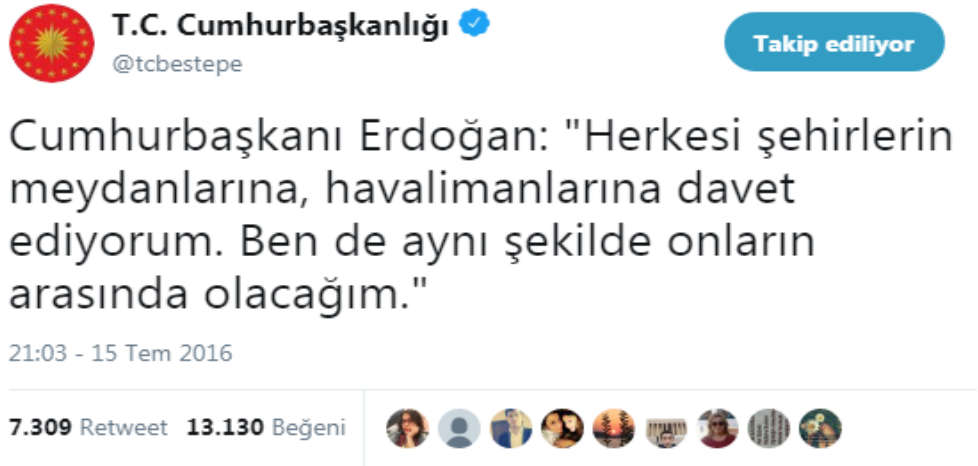 T.C. Cumhurbaşkanlığı
@tcbestepe
Takip ediliyor
Cumhurbaşkanı Erdoğan: "Herkesi şehirlerin
meydanlarına, havalimanlarına davet
ediyorum. Ben de aynı şekilde onların
arasında olacağım."
21:03 - 15 Tem 2016
7.309 Retweet 13.130 Beğeni